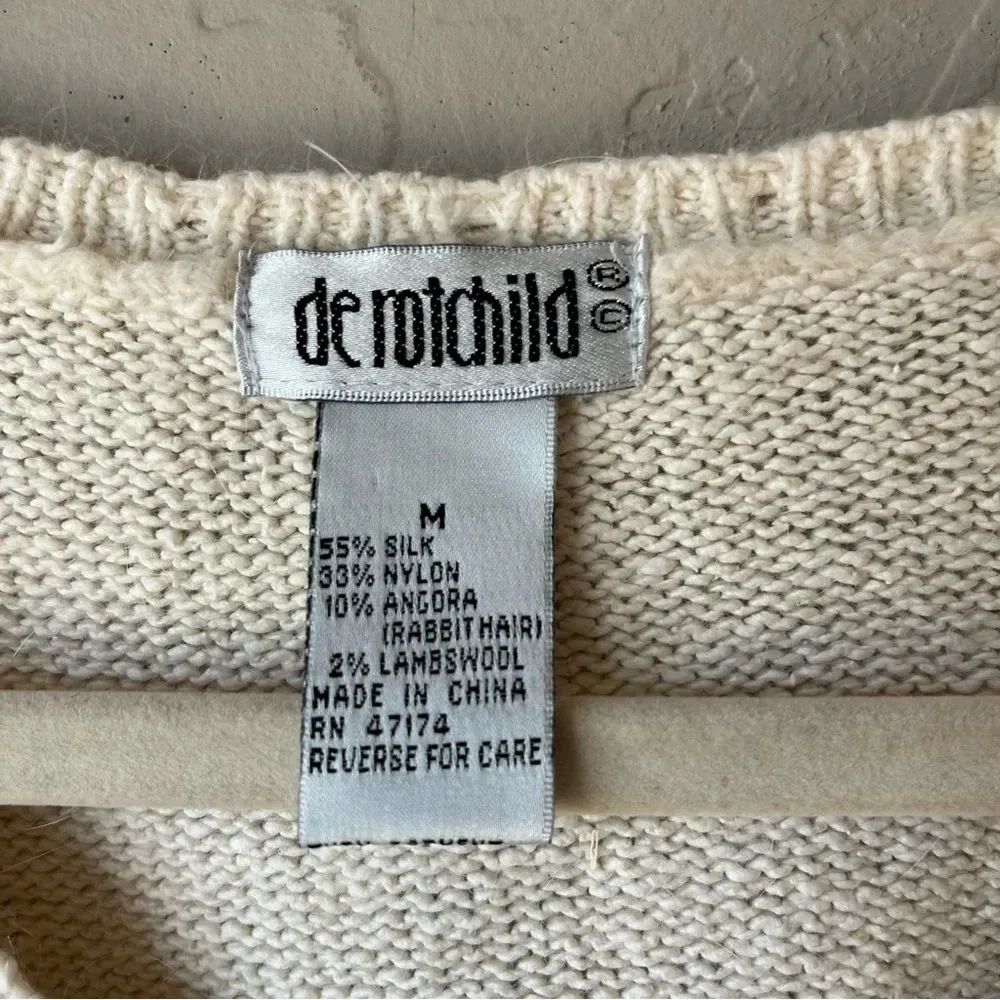 de rotchild ® ©
M
55% SILK
33% NYLON
10% ANGORA
(RABBIT HAIR)
2% LAMBSWOOL
MADE IN CHINA
RN 47174
REVERSE FOR CARE